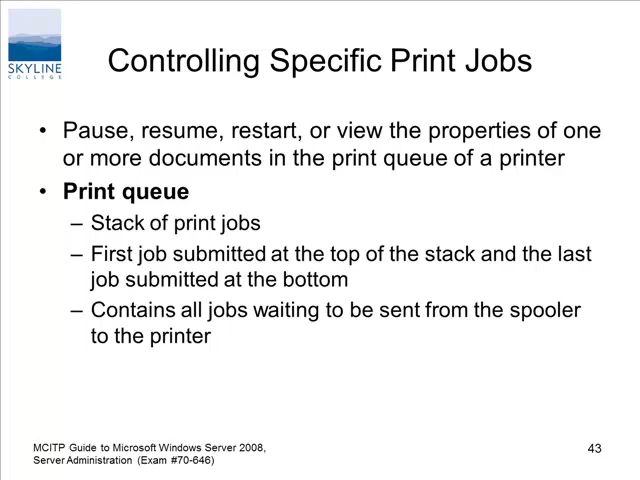 SKYLINE
COLLEGE
Controlling Specific Print Jobs
• Pause, resume, restart, or view the properties of one
or more documents in the print queue of a printer
• Print queue
– Stack of print jobs
– First job submitted at the top of the stack and the last
job submitted at the bottom
– Contains all jobs waiting to be sent from the spooler
to the printer
MCITP Guide to Microsoft Windows Server 2008,
Server Administration (Exam #70-646)
43